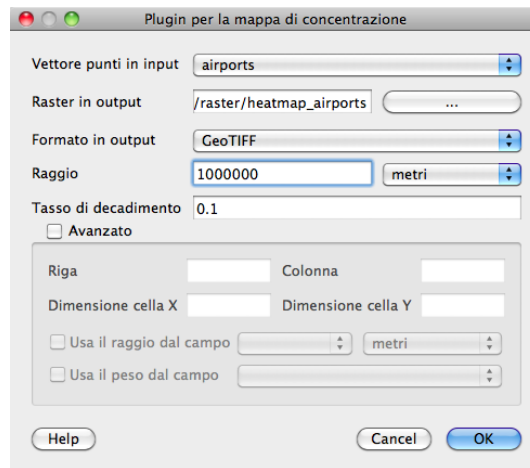 Plugin per la mappa di concentrazione
Vettore punti in input airports
Raster in output /raster/heatmap_airports ...
Formato in output GeoTIFF
Raggio 1000000 metri
Tasso di decadimento 0.1
Avanzato
Riga Colonna
Dimensione cella X Dimensione cella Y
Usa il raggio dal campo metri
Usa il peso dal campo
Help Cancel OK